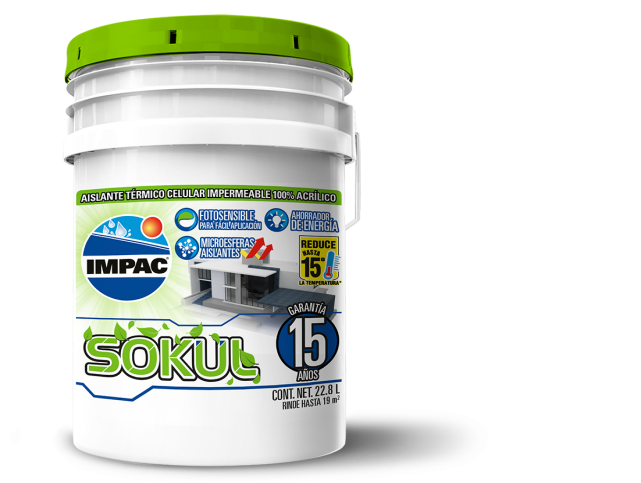 AISLANTE TÉRMICO CELULAR IMPERMEABLE 100% ACRÍLICO
IMPAC
FOTOSENSIBLE
PARA FÁCIL APLICACIÓN
AHORRADOR
DE ENERGÍA
MICROESFERAS
AISLANTES
REDUCE
HASTA
15°
LA TEMPERATURA*
SOKUL
GARANTÍA
15
AÑOS
CONT. NET. 22.8 L
RINDE HASTA 19 m²